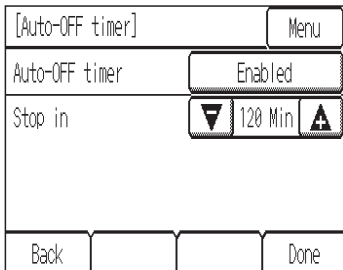 [Auto-OFF timer] Menu
Auto-OFF timer Enabled
Stop in 120 Min
Back Done